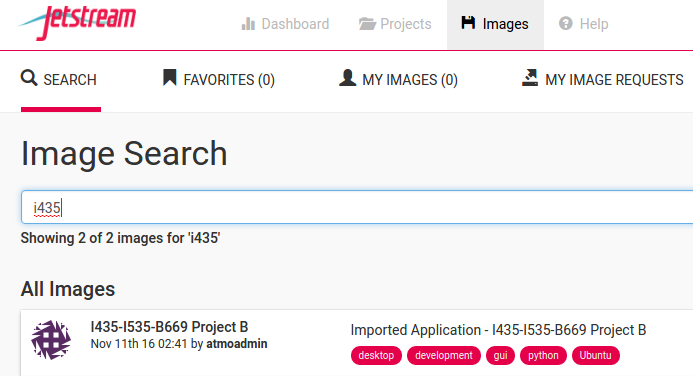 Jetstream
Dashboard Projects Images Help
SEARCH FAVORITES (0) MY IMAGES (0) MY IMAGE REQUESTS
Image Search
i435
Showing 2 of 2 images for 'i435'
All Images
I435-I535-B669 Project B
Nov 11th 16 02:41 by atmoadmin
Imported Application - I435-I535-B669 Project B
desktop development gui python Ubuntu